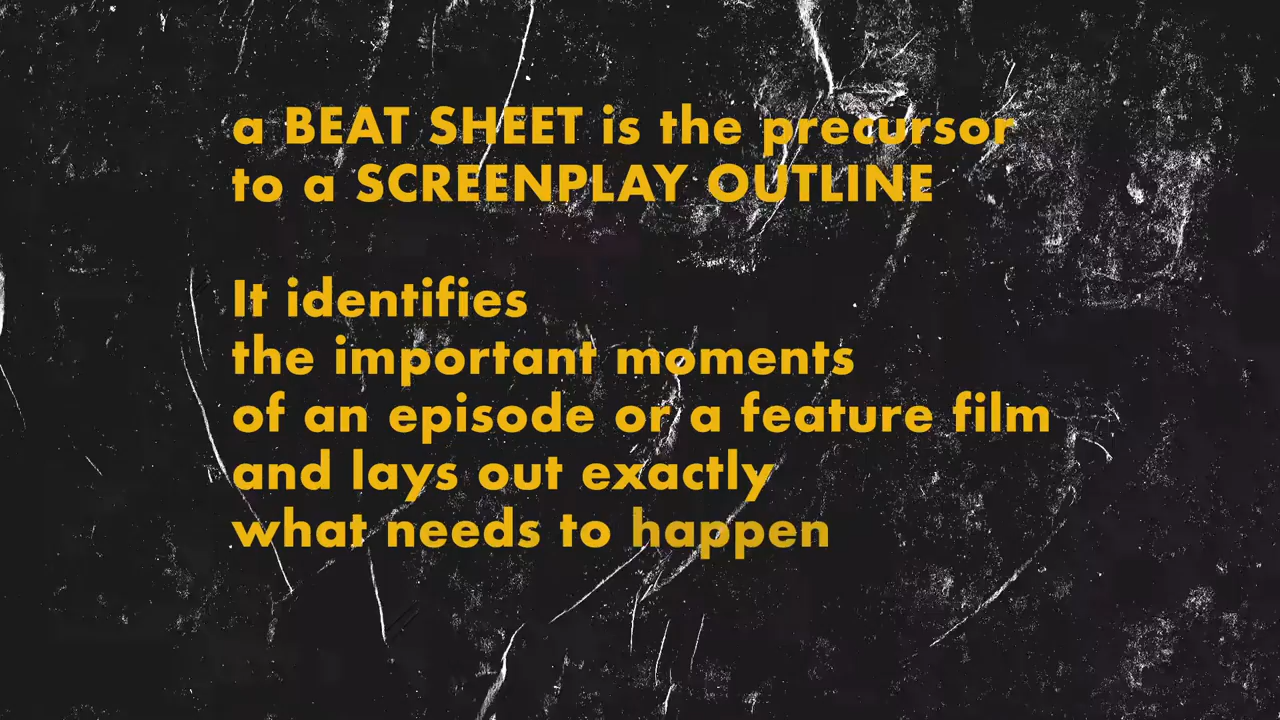 a BEAT SHEET is the precursor
to a SCREENPLAY OUTLINE
It identifies
the important moments
of an episode or a feature film
and lays out exactly
what needs to happen